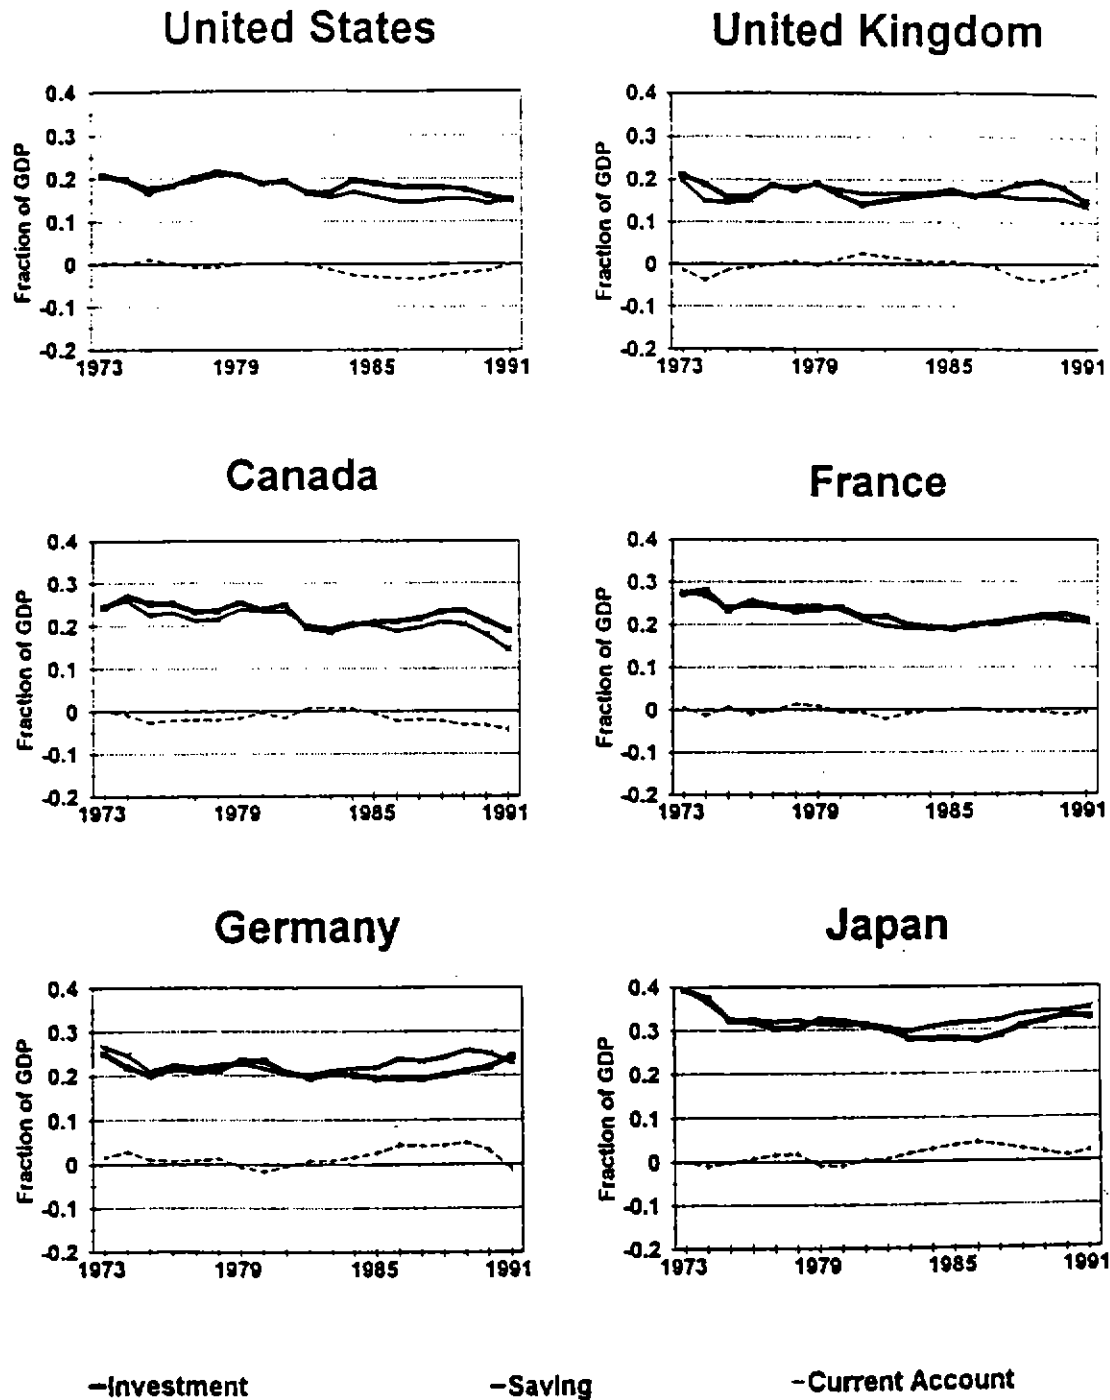 United States
United Kingdom
Fraction of GDP
0.4
0.3
0.2
0.1
0
-0.1
-0.2
1973 1979 1985 1991
Fraction of GDP
0.4
0.3
0.2
0.1
0
-0.1
-0.2
1973 1979 1985 1991
Canada
France
Fraction of GDP
0.4
0.3
0.2
0.1
0
-0.1
-0.2
1973 1979 1985 1991
Fraction of GDP
0.4
0.3
0.2
0.1
0
-0.1
-0.2
1973 1979 1985 1991
Germany
Japan
Fraction of GDP
0.4
0.3
0.2
0.1
0
-0.1
-0.2
1973 1979 1985 1991
Fraction of GDP
0.4
0.3
0.2
0.1
0
-0.1
-0.2
1973 1979 1985 1991
Investment Saving Current Account